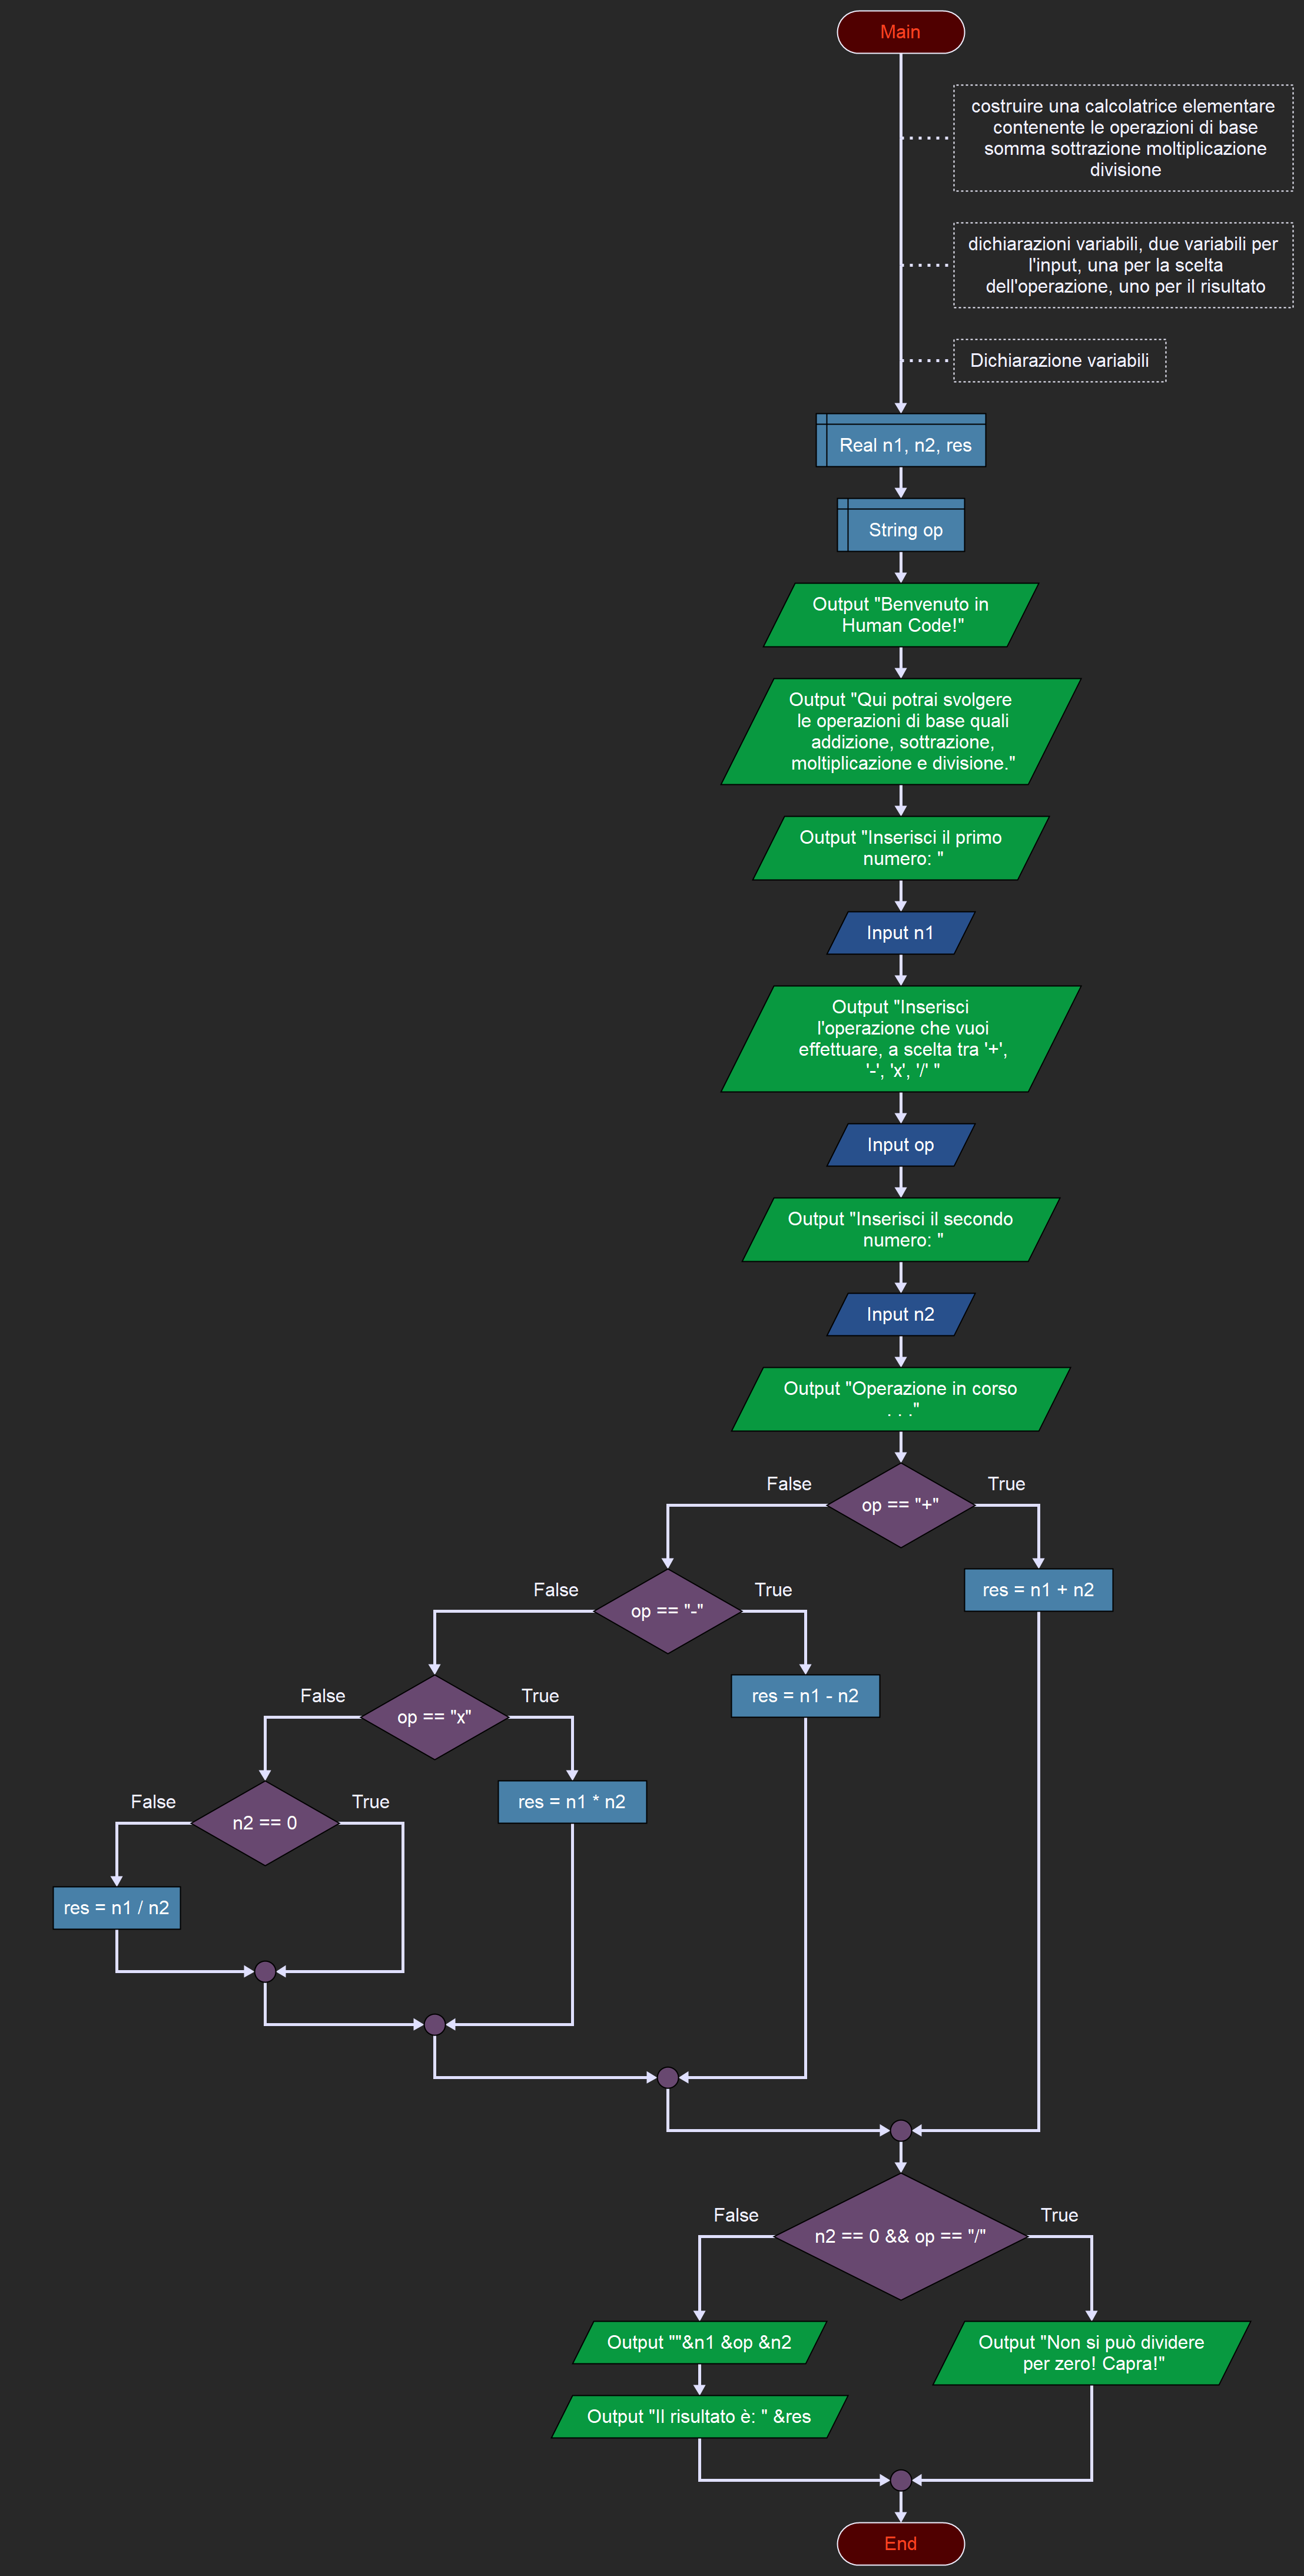 Main
costruire una calcolatrice elementare
contenente le operazioni di base
somma sottrazione moltiplicazione
divisione
dichiarazioni variabili, due variabili per
l'input, una per la scelta
dell'operazione, uno per il risultato
Dichiarazione variabili
Real n1, n2, res
String op
Output "Benvenuto in
Human Code!"
Output "Qui potrai svolgere
le operazioni di base quali
addizione, sottrazione,
moltiplicazione e divisione."
Output "Inserisci il primo
numero: "
Input n1
Output "Inserisci
l'operazione che vuoi
effettuare, a scelta tra '+',
'-', 'x', '/' "
Input op
Output "Inserisci il secondo
numero: "
Input n2
Output "Operazione in corso
. . ."
False
True
op == "+"
False
True
res = n1 + n2
op == "-"
False
True
res = n1 - n2
op == "x"
False
True
res = n1 * n2
n2 == 0
res = n1 / n2
False
True
n2 == 0 && op == "/"
Output ""&n1 &op &n2
Output "Non si può dividere
per zero! Capra!"
Output "Il risultato è: " &res
End